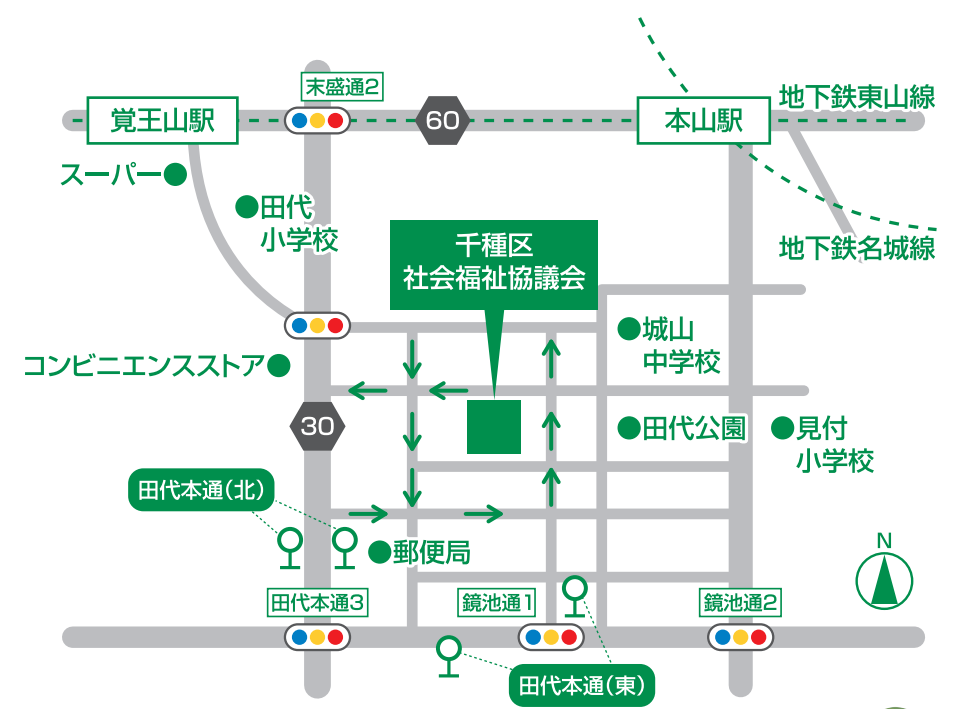 末盛通2
覚王山駅
60
本山駅
地下鉄東山線
スーパー
田代
小学校
千種区
社会福祉協議会
地下鉄名城線
城山
中学校
コンビニエンスストア
30
田代公園
見付
小学校
田代本通(北)
郵便局
N
田代本通3
鏡池通1
鏡池通2
田代本通(東)